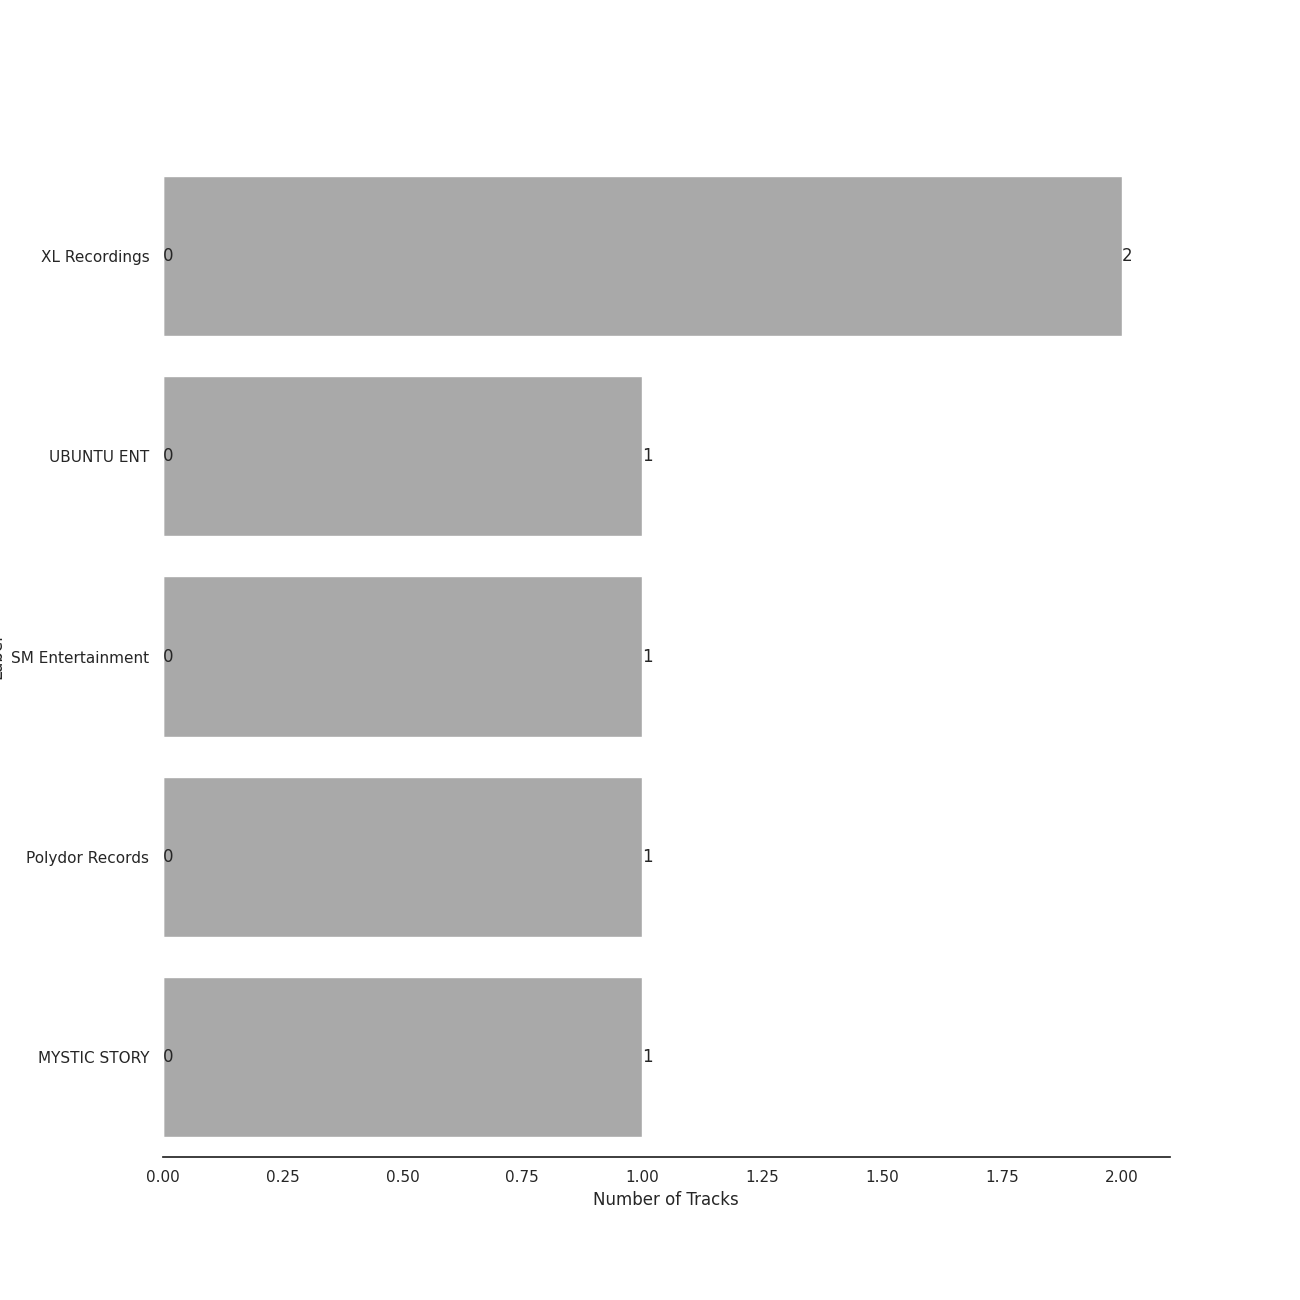 XL Recordings 0 2
UBUNTU ENT 0 1
SM Entertainment 0 1
Polydor Records 0 1
MYSTIC STORY 0 1
0.00 0.25 0.50 0.75 1.00 1.25 1.50 1.75 2.00
Number of Tracks